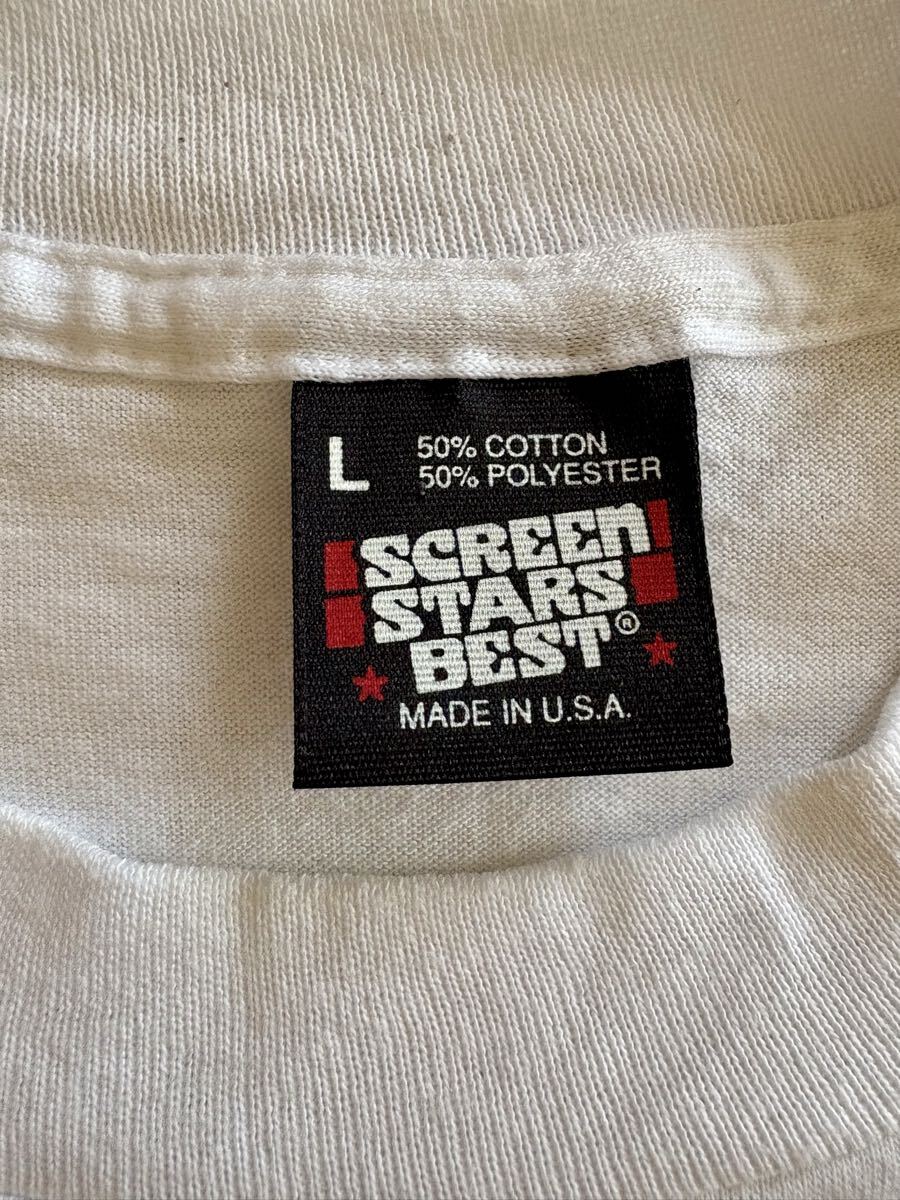 L
50% COTTON
50% POLYESTER
SCREEN
STARS
BEST®
MADE IN U.S.A.